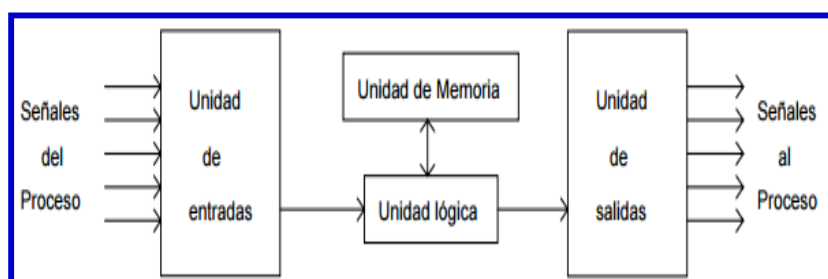 Señales
del
Proceso
Unidad
de
entradas
Unidad de Memoria
Unidad lógica
Unidad
de
salidas
Señales
al
Proceso